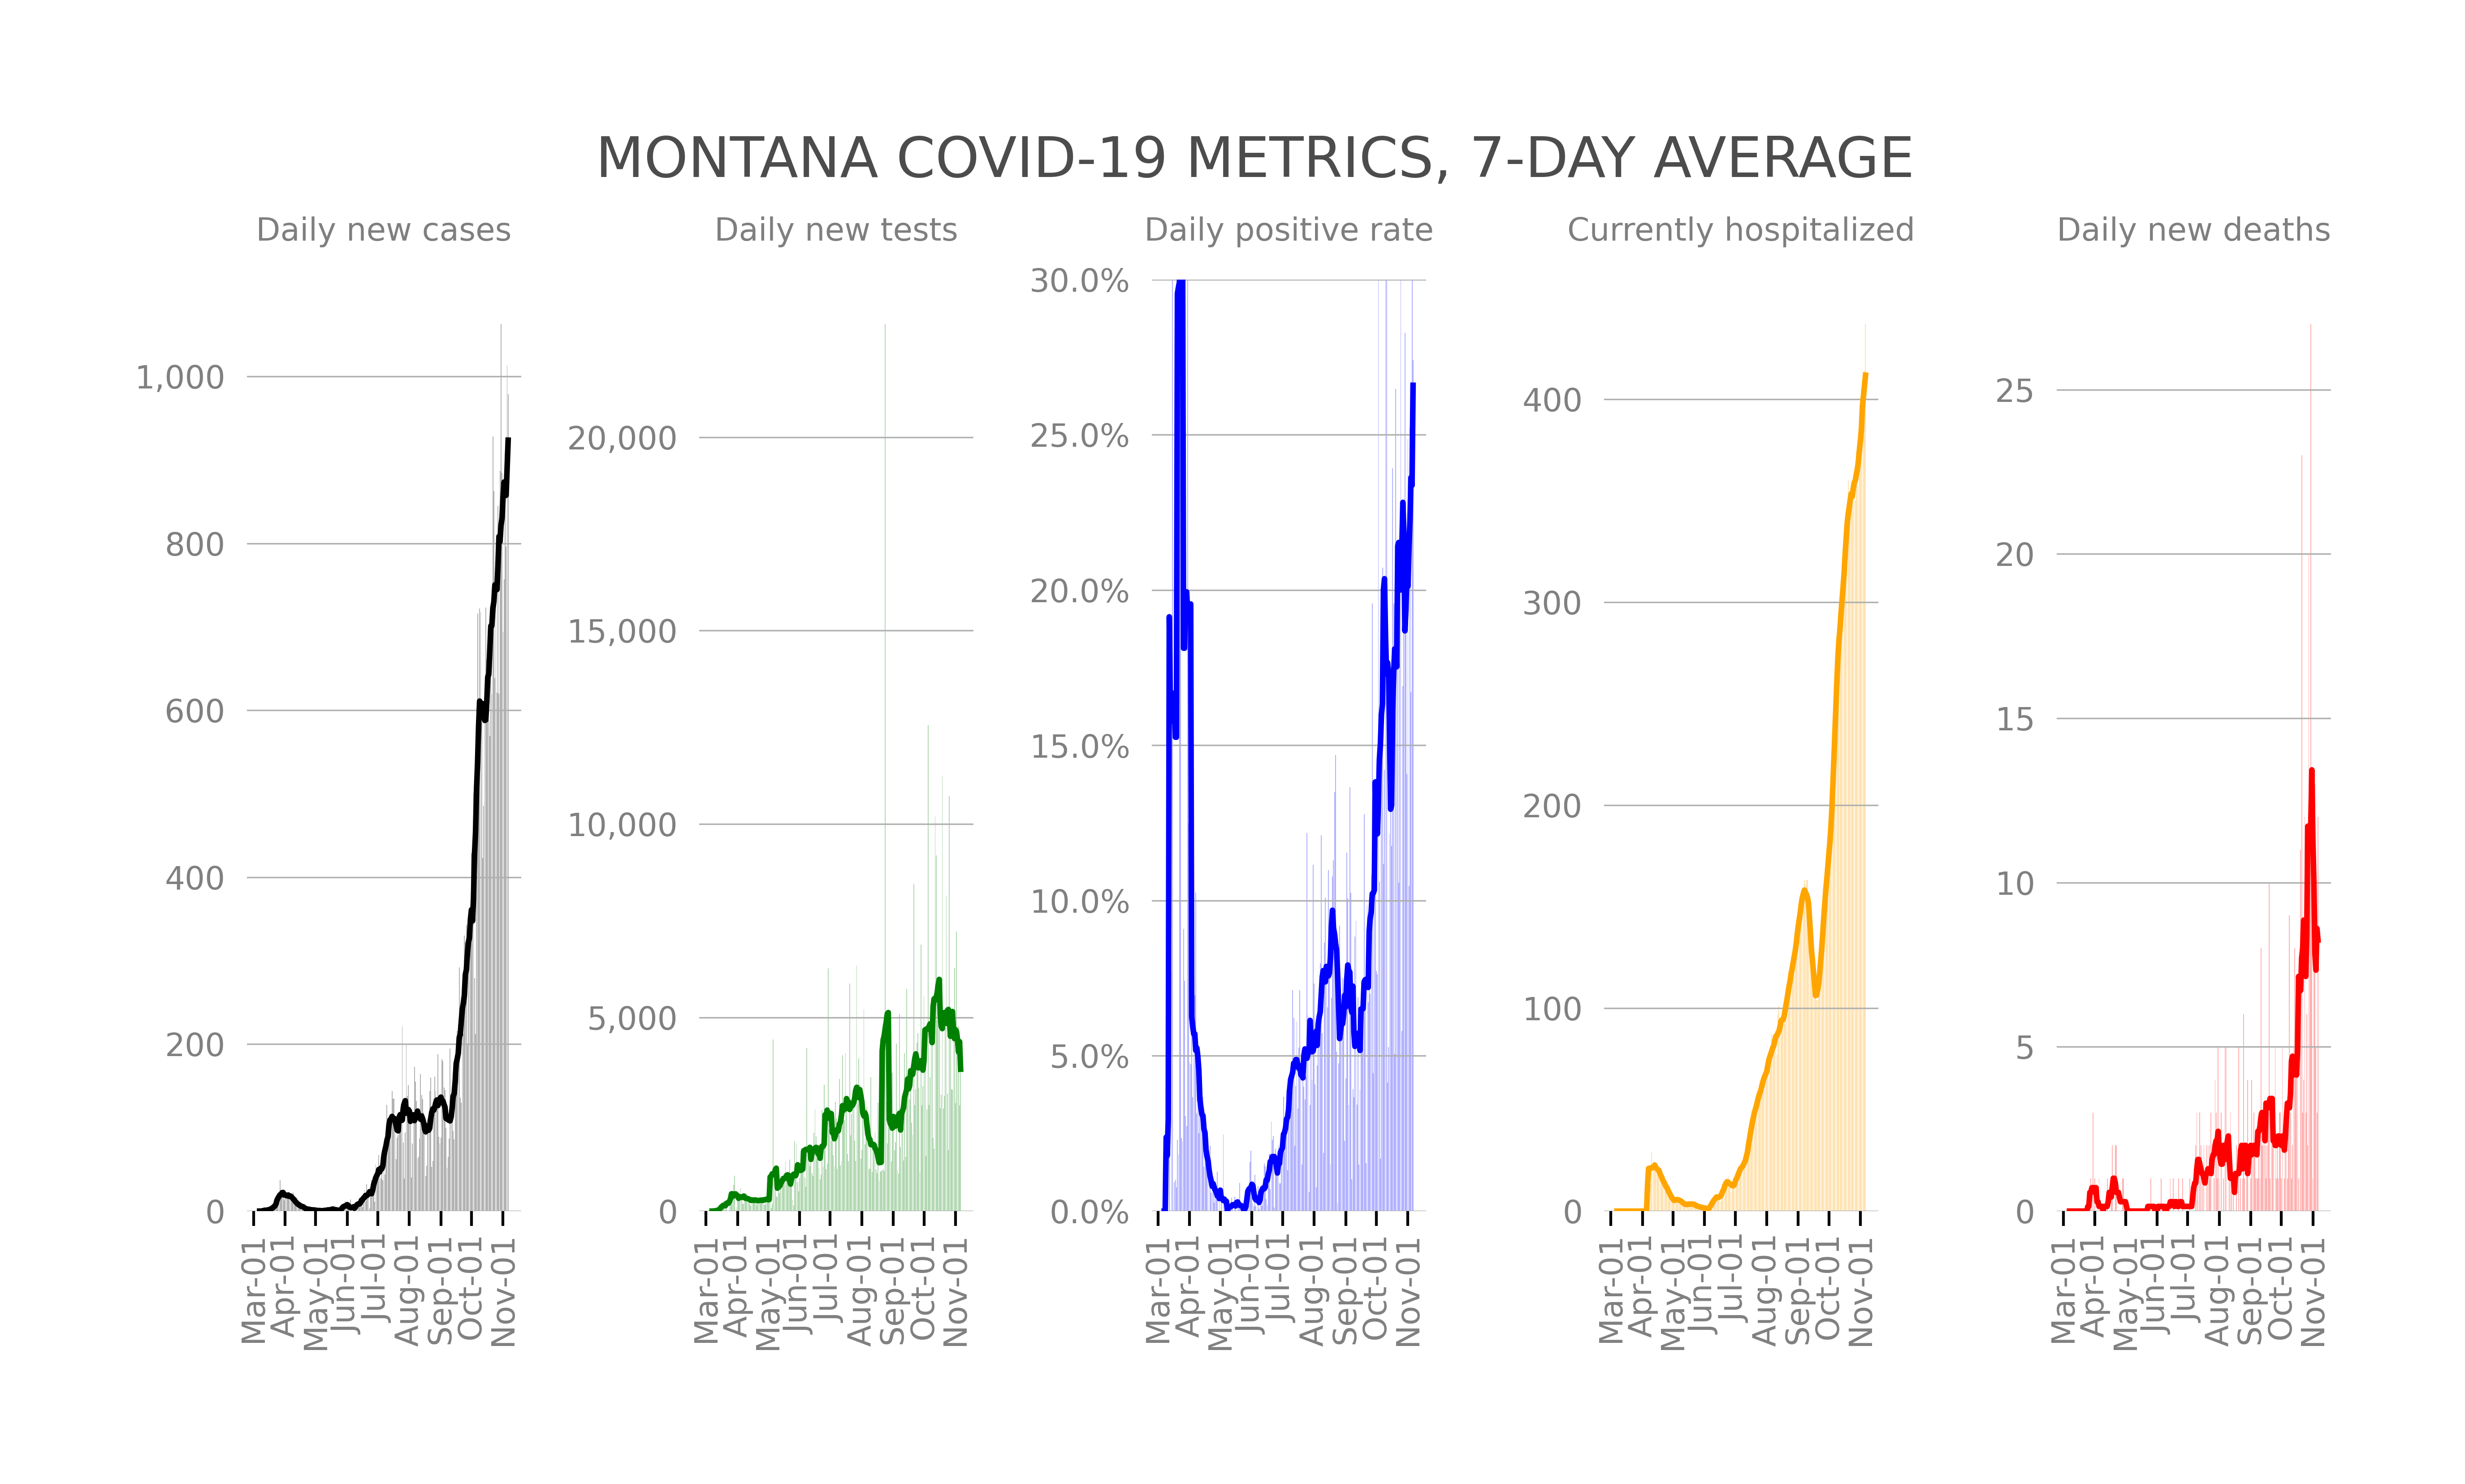 MONTANA COVID-19 METRICS, 7-DAY AVERAGE
Daily new cases
1,000
800
600
400
200
0
Mar-01
Apr-01
May-01
Jun-01
Jul-01
Aug-01
Sep-01
Oct-01
Nov-01
Daily new tests
20,000
15,000
10,000
5,000
0
Mar-01
Apr-01
May-01
Jun-01
Jul-01
Aug-01
Sep-01
Oct-01
Nov-01
Daily positive rate
30.0%
25.0%
20.0%
15.0%
10.0%
5.0%
0.0%
Mar-01
Apr-01
May-01
Jun-01
Jul-01
Aug-01
Sep-01
Oct-01
Nov-01
Currently hospitalized
400
300
200
100
0
Mar-01
Apr-01
May-01
Jun-01
Jul-01
Aug-01
Sep-01
Oct-01
Nov-01
Daily new deaths
25
20
15
10
5
0
Mar-01
Apr-01
May-01
Jun-01
Jul-01
Aug-01
Sep-01
Oct-01
Nov-01